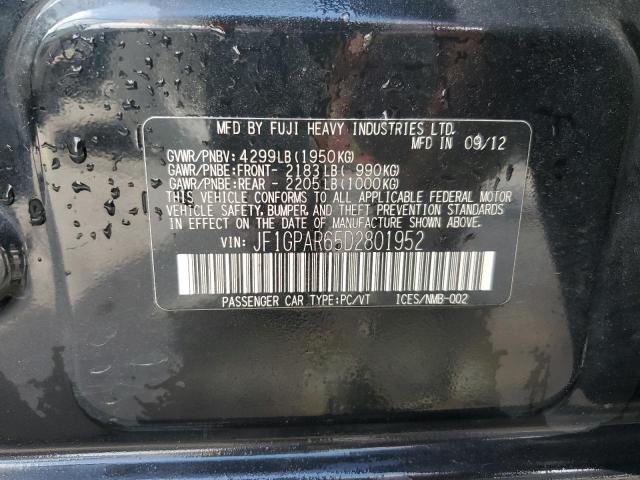 MFD BY FUJI HEAVY INDUSTRIES LTD.
MFD IN 09/12
GVWR/PNBV: 4299LB(1950KG)
GAWR/PNBE:FRONT- 2183LB( 990KG)
GAWR/PNBE:REAR - 2205LB(1000KG)
THIS VEHICLE CONFORMS TO ALL APPLICABLE FEDERAL MOTOR
VEHICLE SAFETY, BUMPER, AND THEFT PREVENTION STANDARDS
IN EFFECT ON THE DATE OF MANUFACTURE SHOWN ABOVE.
VIN: JF1GPAR65D2801952
PASSENGER CAR TYPE:PC/VT ICES/NMB-002